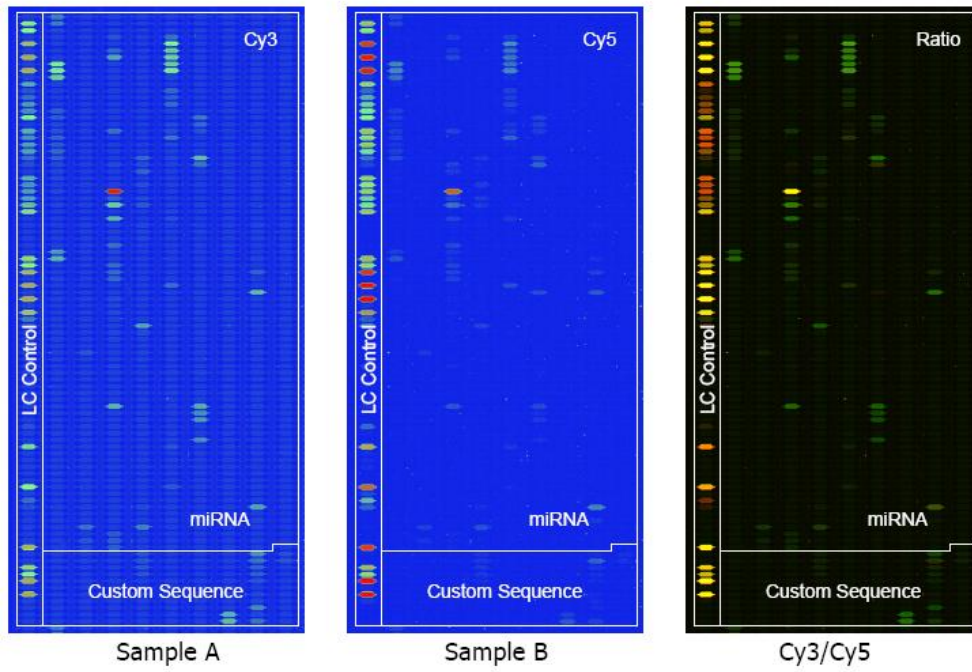 Cy3
LC Control
miRNA
Custom Sequence
Sample A
Cy5
LC Control
miRNA
Custom Sequence
Sample B
Ratio
LC Control
miRNA
Custom Sequence
Cy3/Cy5